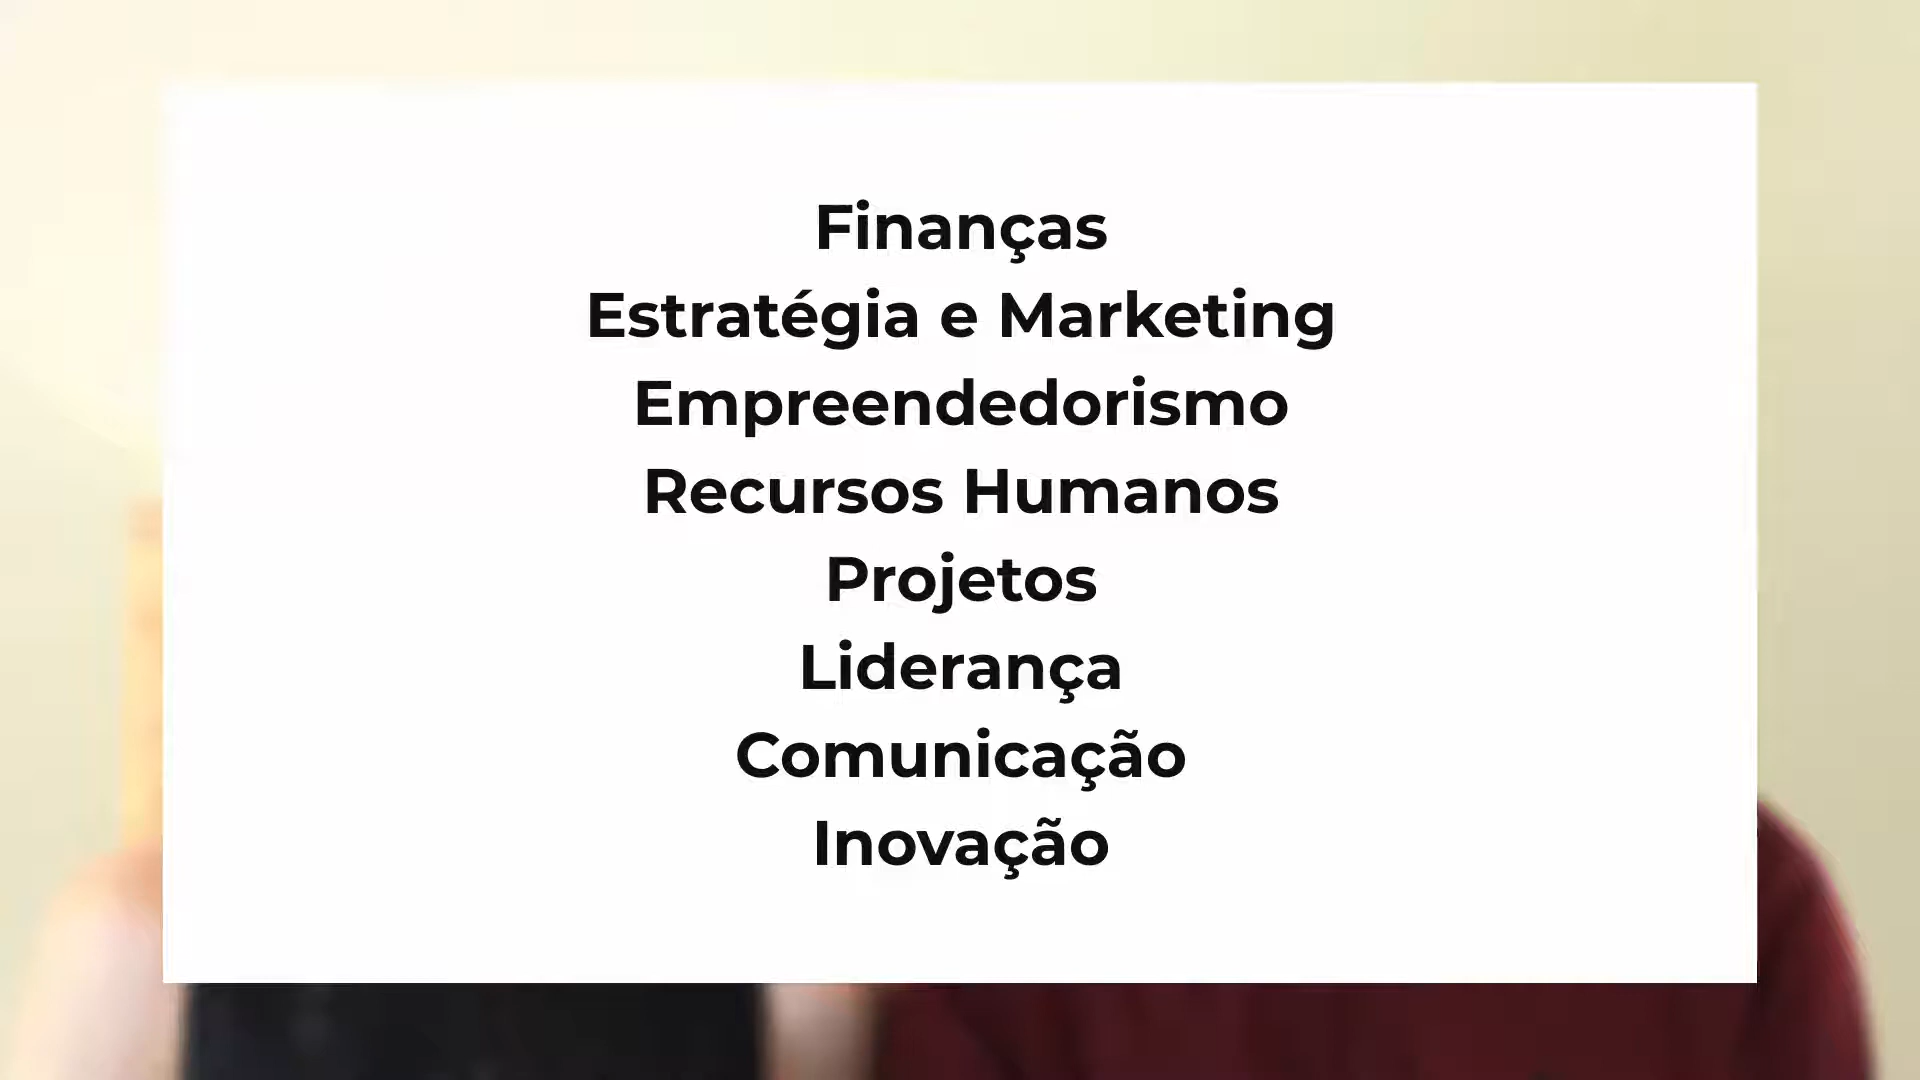 Finanças
Estratégia e Marketing
Empreendedorismo
Recursos Humanos
Projetos
Liderança
Comunicação
Inovação